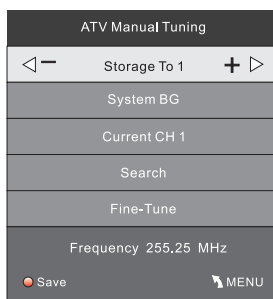 ATV Manual Tuning
Storage To 1
System BG
Current CH 1
Search
Fine-Tune
Frequency 255.25 MHz
Save MENU